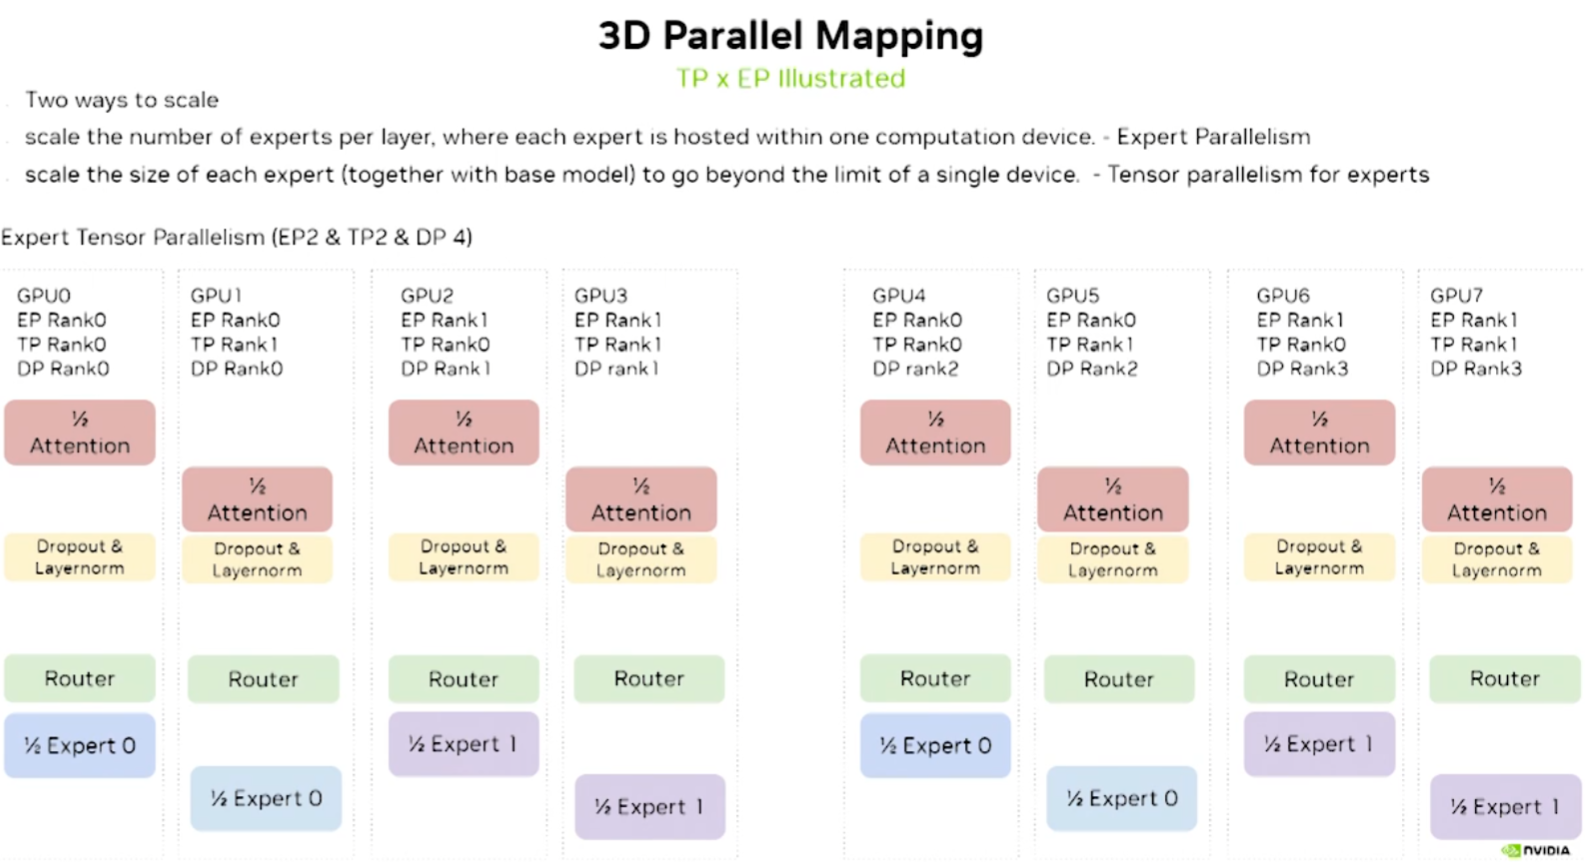 3D Parallel Mapping
TP x EP Illustrated
Two ways to scale
scale the number of experts per layer, where each expert is hosted within one computation device. - Expert Parallelism
scale the size of each expert (together with base model) to go beyond the limit of a single device. - Tensor parallelism for experts
Expert Tensor Parallelism (EP2 & TP2 & DP 4)
GPU0
EP Rank0
TP Rank0
DP Rank0
½
Attention
Dropout &
Layernorm
Router
½ Expert 0
GPU1
EP Rank0
TP Rank1
DP Rank0
½
Attention
Dropout &
Layernorm
Router
½ Expert 0
GPU2
EP Rank1
TP Rank0
DP Rank1
½
Attention
Dropout &
Layernorm
Router
½ Expert 1
GPU3
EP Rank1
TP Rank1
DP rank1
½
Attention
Dropout &
Layernorm
Router
½ Expert 1
GPU4
EP Rank0
TP Rank0
DP rank2
½
Attention
Dropout &
Layernorm
Router
½ Expert 0
GPU5
EP Rank0
TP Rank1
DP Rank2
½
Attention
Dropout &
Layernorm
Router
½ Expert 0
GPU6
EP Rank1
TP Rank0
DP Rank3
½
Attention
Dropout &
Layernorm
Router
½ Expert 1
GPU7
EP Rank1
TP Rank1
DP Rank3
½
Attention
Dropout &
Layernorm
Router
½ Expert 1
NVIDIA